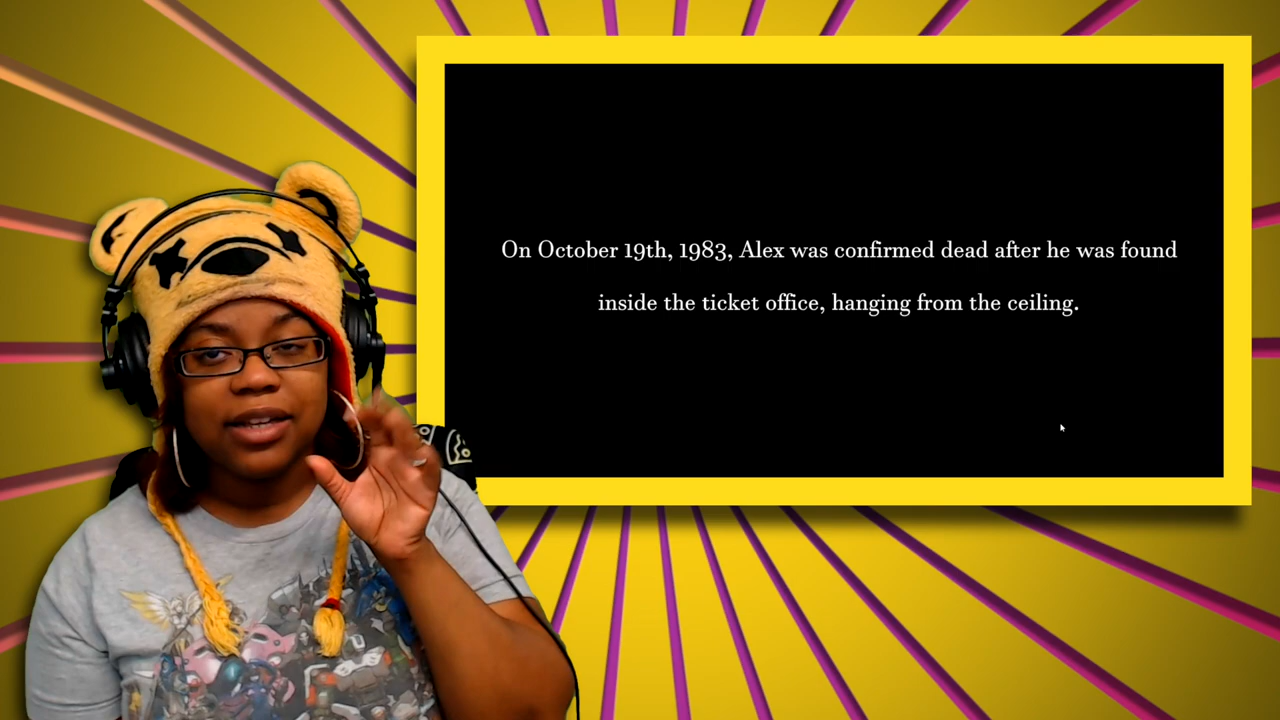 On October 19th, 1983, Alex was confirmed dead after he was found
inside the ticket office, hanging from the ceiling.